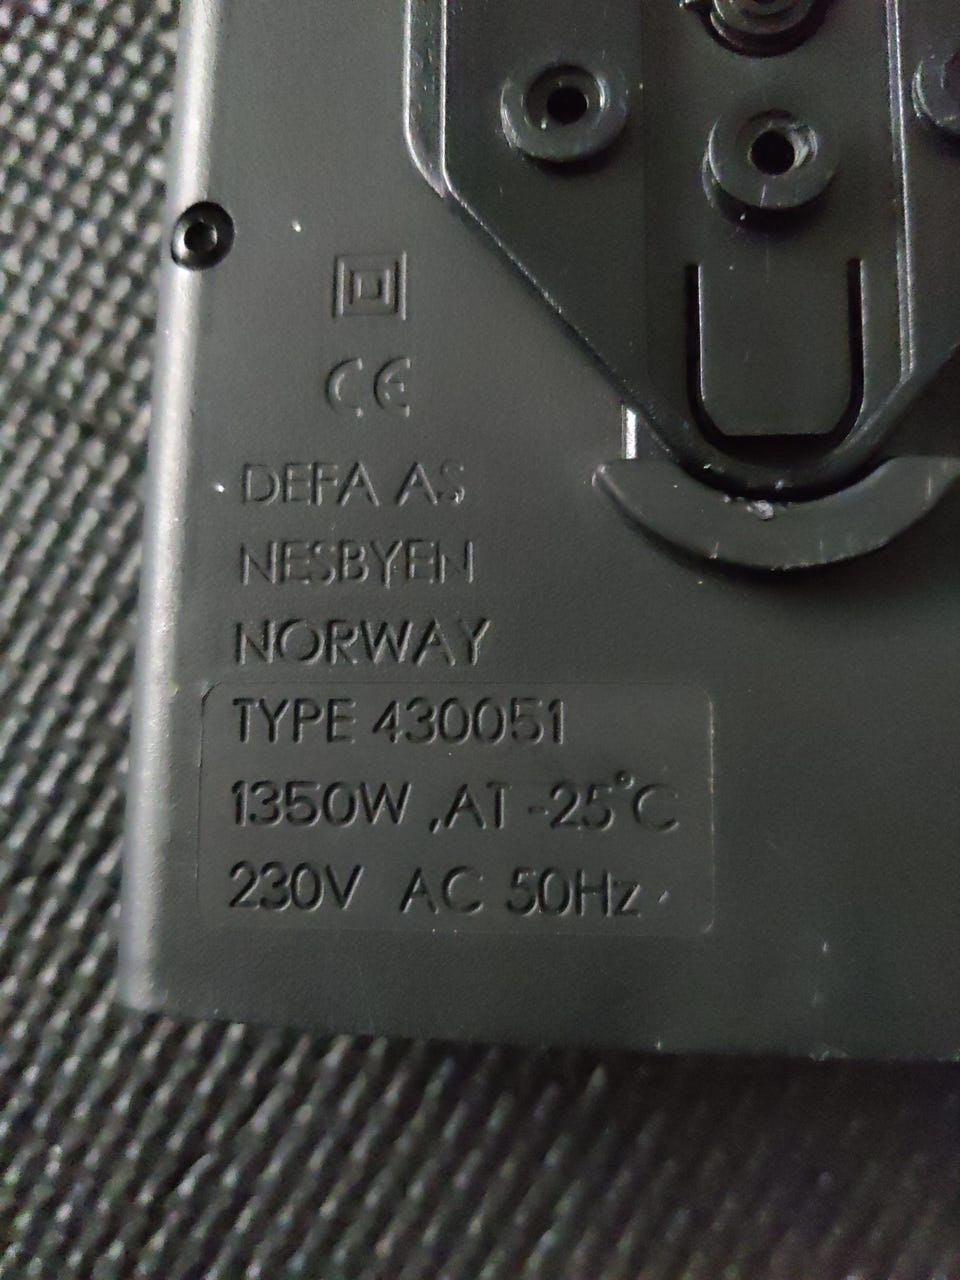 CE
DEFA AS
NESBYEN
NORWAY
TYPE 430051
1350W ,AT -25°C
230V AC 50Hz